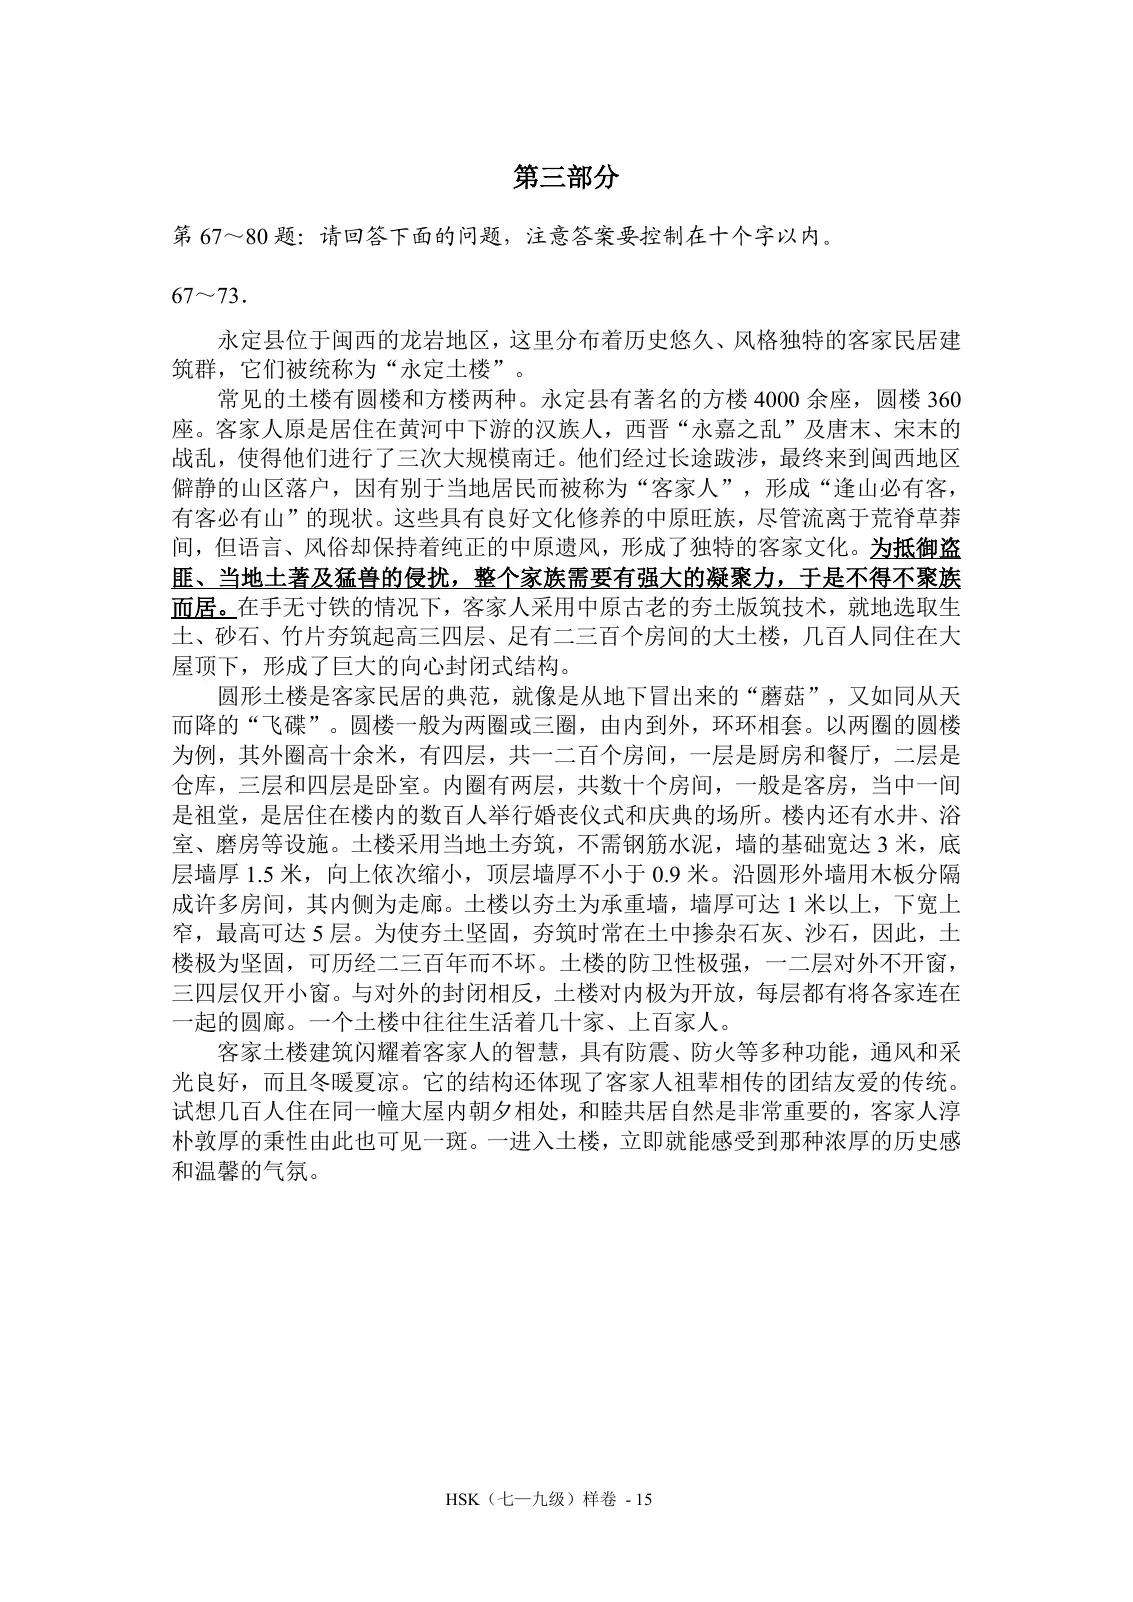 第三部分
第 67～80 题：请回答下面的问题，注意答案要控制在十个字以内。
67～73．
永定县位于闽西的龙岩地区，这里分布着历史悠久、风格独特的客家民居建
筑群，它们被统称为“永定土楼”。
常见的土楼有圆楼和方楼两种。永定县有著名的方楼 4000 余座，圆楼 360
座。客家人原是居住在黄河中下游的汉族人，西晋“永嘉之乱”及唐末、宋末的
战乱，使得他们进行了三次大规模南迁。他们经过长途跋涉，最终来到闽西地区
僻静的山区落户，因有别于当地居民而被称为“客家人”，形成“逢山必有客，
有客必有山”的现状。这些具有良好文化修养的中原旺族，尽管流离于荒脊草莽
间，但语言、风俗却保持着纯正的中原遗风，形成了独特的客家文化。为抵御盗
匪、当地土著及猛兽的侵扰，整个家族需要有强大的凝聚力，于是不得不聚族
而居。在手无寸铁的情况下，客家人采用中原古老的夯土版筑技术，就地选取生
土、砂石、竹片夯筑起高三四层、足有二三百个房间的大土楼，几百人同住在大
屋顶下，形成了巨大的向心封闭式结构。
圆形土楼是客家民居的典范，就像是从地下冒出来的“蘑菇”，又如同从天
而降的“飞碟”。圆楼一般为两圈或三圈，由内到外，环环相套。以两圈的圆楼
为例，其外圈高十余米，有四层，共一二百个房间，一层是厨房和餐厅，二层是
仓库，三层和四层是卧室。内圈有两层，共数十个房间，一般是客房，当中一间
是祖堂，是居住在楼内的数百人举行婚丧仪式和庆典的场所。楼内还有水井、浴
室、磨房等设施。土楼采用当地土夯筑，不需钢筋水泥，墙的基础宽达 3 米，底
层墙厚 1.5 米，向上依次缩小，顶层墙厚不小于 0.9 米。沿圆形外墙用木板分隔
成许多房间，其内侧为走廊。土楼以夯土为承重墙，墙厚可达 1 米以上，下宽上
窄，最高可达 5 层。为使夯土坚固，夯筑时常在土中掺杂石灰、沙石，因此，土
楼极为坚固，可历经二三百年而不坏。土楼的防卫性极强，一二层对外不开窗，
三四层仅开小窗。与对外的封闭相反，土楼对内极为开放，每层都有将各家连在
一起的圆廊。一个土楼中往往生活着几十家、上百家人。
客家土楼建筑闪耀着客家人的智慧，具有防震、防火等多种功能，通风和采
光良好，而且冬暖夏凉。它的结构还体现了客家人祖辈相传的团结友爱的传统。
试想几百人住在同一幢大屋内朝夕相处，和睦共居自然是非常重要的，客家人淳
朴敦厚的秉性由此也可见一斑。一进入土楼，立即就能感受到那种浓厚的历史感
和温馨的气氛。
HSK（七—九级）样卷 - 15